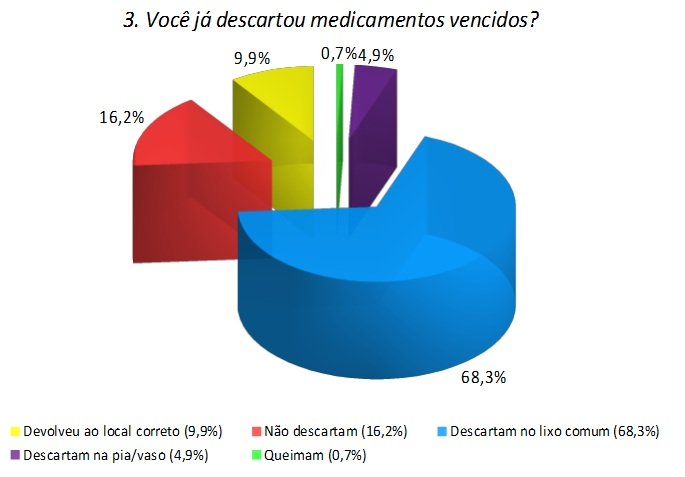 3. Você já descartou medicamentos vencidos?
9,9%
0,7%
4,9%
16,2%
68,3%
Devolveu ao local correto (9,9%)
Não descartam (16,2%)
Descartam no lixo comum (68,3%)
Descartam na pia/vaso (4,9%)
Queimam (0,7%)